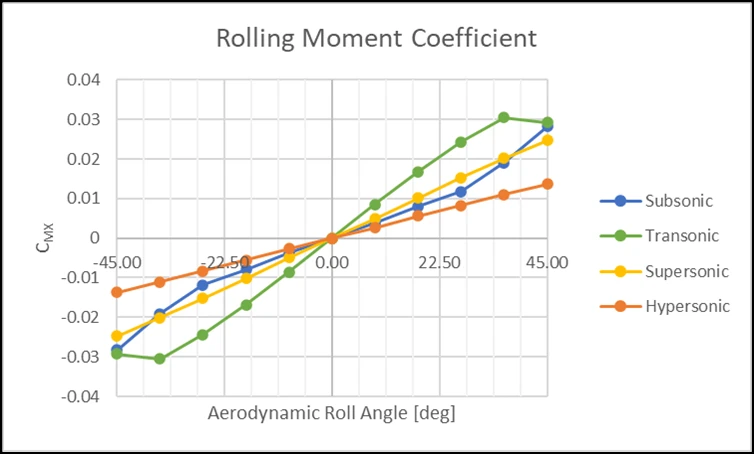 Rolling Moment Coefficient
0.04
0.03
0.02
0.01
0
-0.01
-0.02
-0.03
-0.04
-45.00 -22.50 0.00 22.50 45.00
C_MX
Aerodynamic Roll Angle [deg]
Subsonic
Transonic
Supersonic
Hypersonic